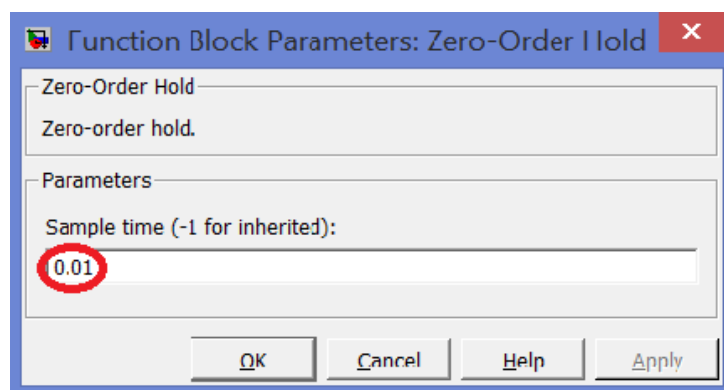 Function Block Parameters: Zero-Order Hold
Zero-Order Hold
Zero-order hold.
Parameters
Sample time (-1 for inherited):
0.01
OK Cancel Help Apply